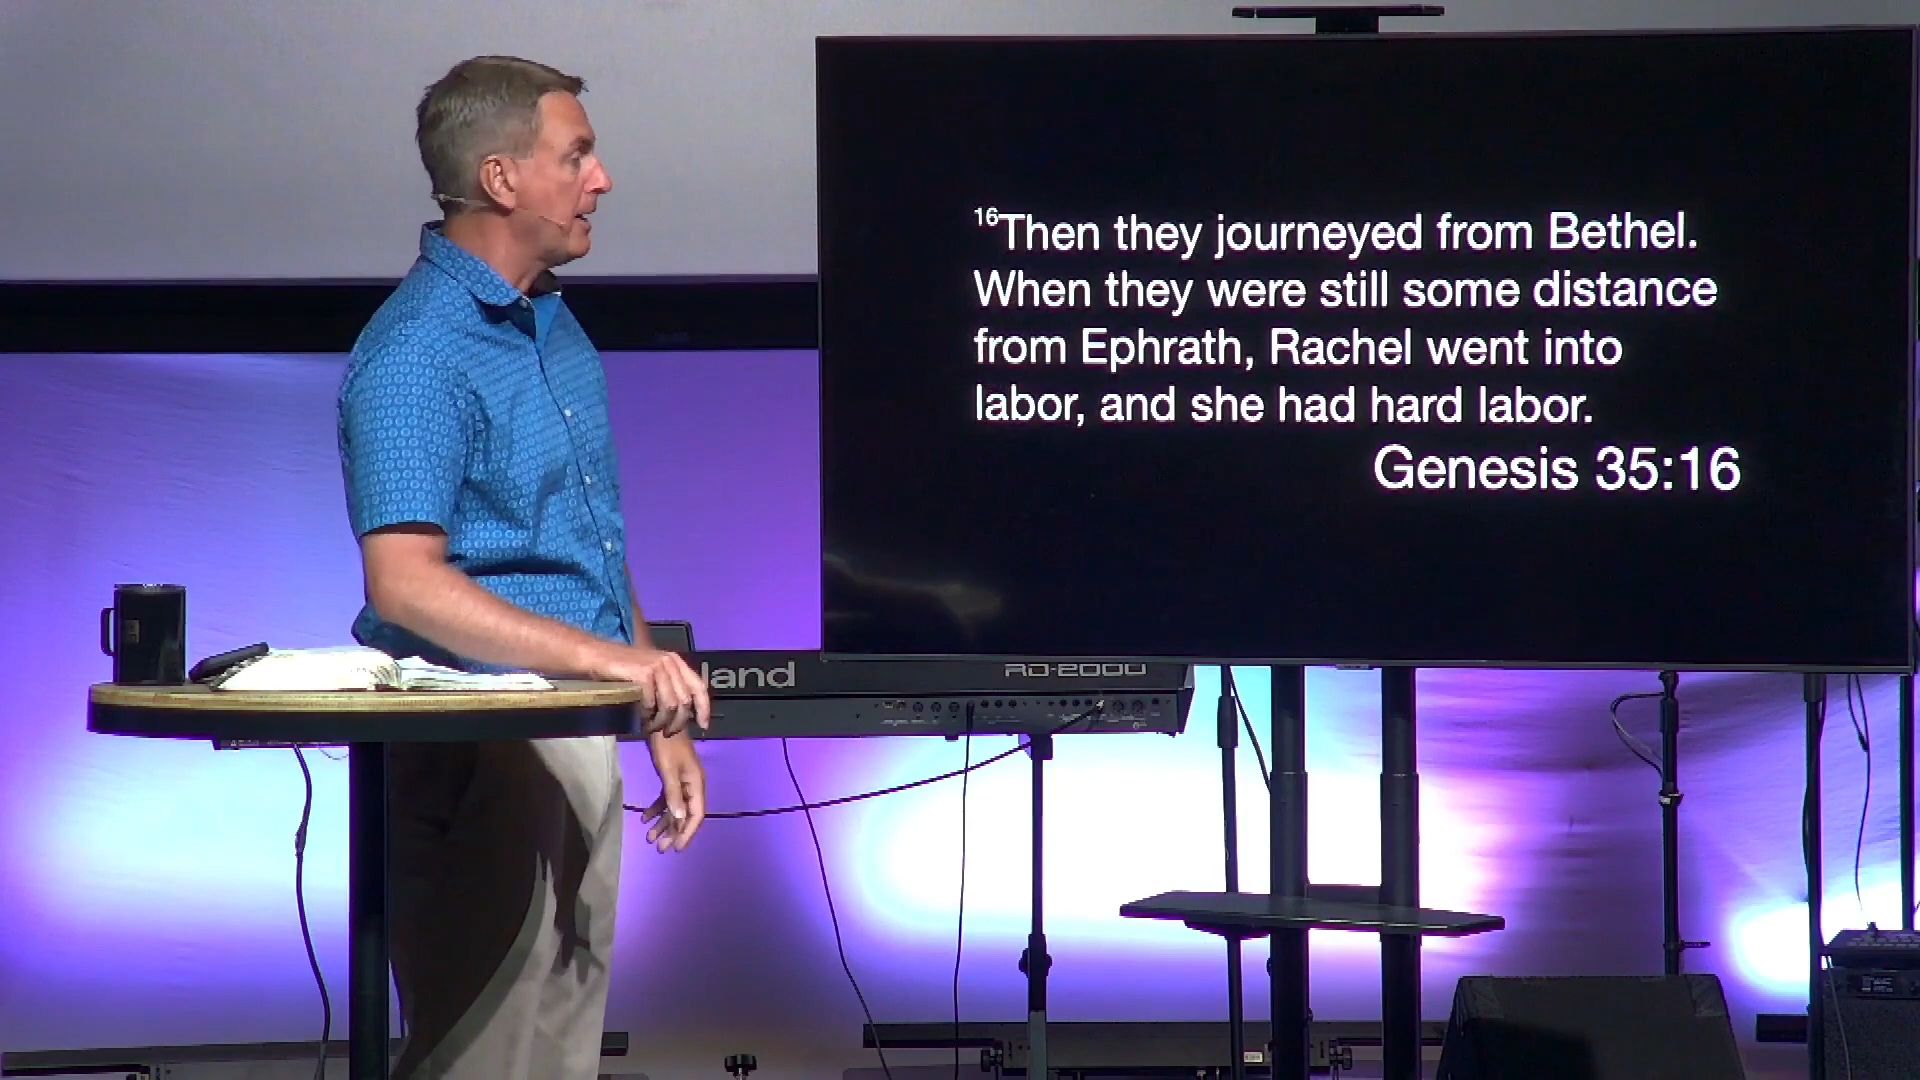 16Then they journeyed from Bethel.
When they were still some distance
from Ephrath, Rachel went into
labor, and she had hard labor.
Genesis 35:16
land
RD-2000